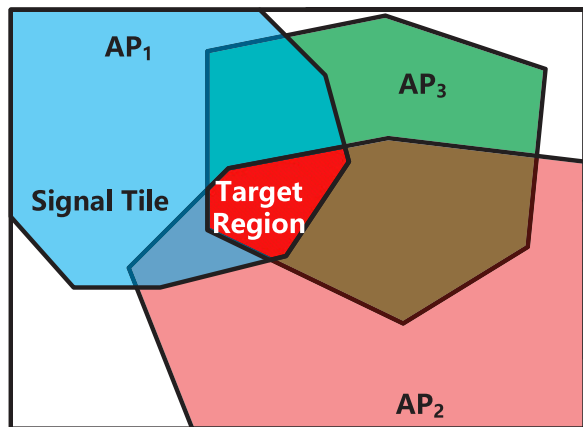 AP₁
AP₃
Signal Tile
Target
Region
AP₂